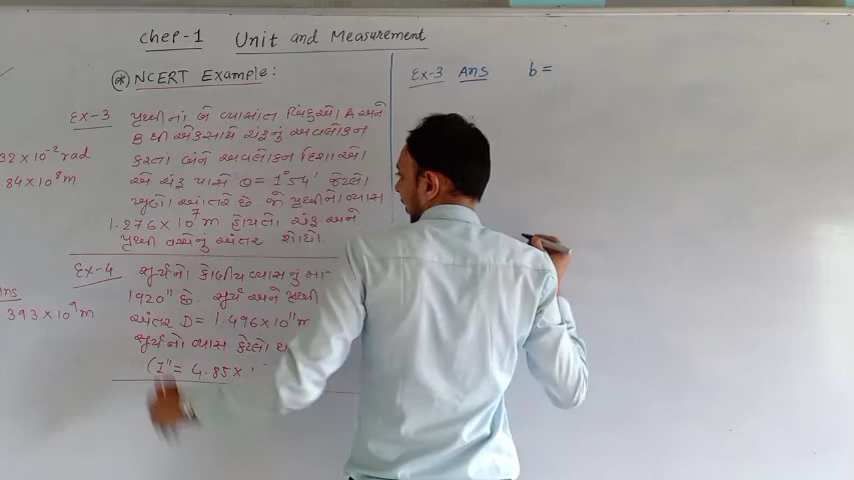 Chep-1 Unit and Measurement
* NCERT Example:
Ex-3 પૃથ્વીનાં બે વ્યાસાંત બિંદુઓ A અને
B થી એકસાથે ચંદ્રનું અવલોકન
કરતાં બંને અવલોકન દિશાઓ
એ ચંદ્ર પાસે θ = 1°54' જેટલો
ખૂણો આંતરે છે. જો પૃથ્વીનો વ્યાસ
1.276 × 10⁷ m હોય તો ચંદ્ર અને
પૃથ્વી વચ્ચેનું અંતર શોધો.
Ex-4 સૂર્યનો કોણીય વ્યાસનું
1920" છે. સૂર્ય અને પૃથ્વી
અંતર D = 1.496 × 10¹¹ m
સૂર્યનો વ્યાસ કેટલો
(1" = 4.85 ×
32 × 10⁻² rad
.84 × 10⁸ m
ns
.393 × 10⁹ m
Ex-3 Ans b =